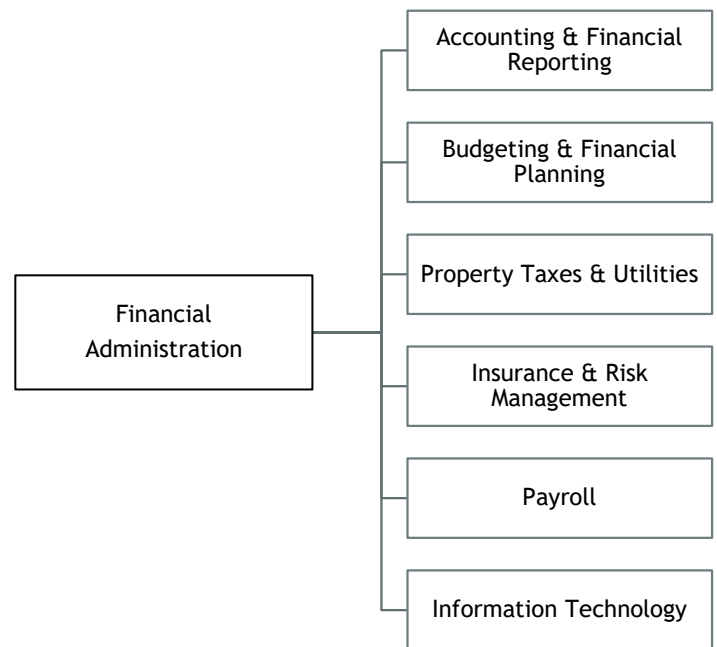 Accounting & Financial
Reporting
Budgeting & Financial
Planning
Property Taxes & Utilities
Financial
Administration
Insurance & Risk
Management
Payroll
Information Technology